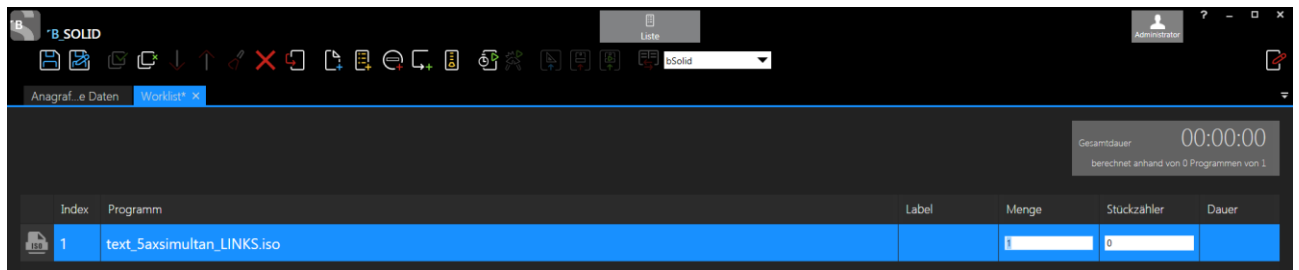 'B
'B_SOLID
Liste
Administrator
?
bSolid
Anagraf...e Daten
Worklist* ×
Gesamtdauer 00:00:00
berechnet anhand von 0 Programmen von 1
Index Programm Label Menge Stückzähler Dauer
ISO 1 text_5axsimultan_LINKS.iso 1 0